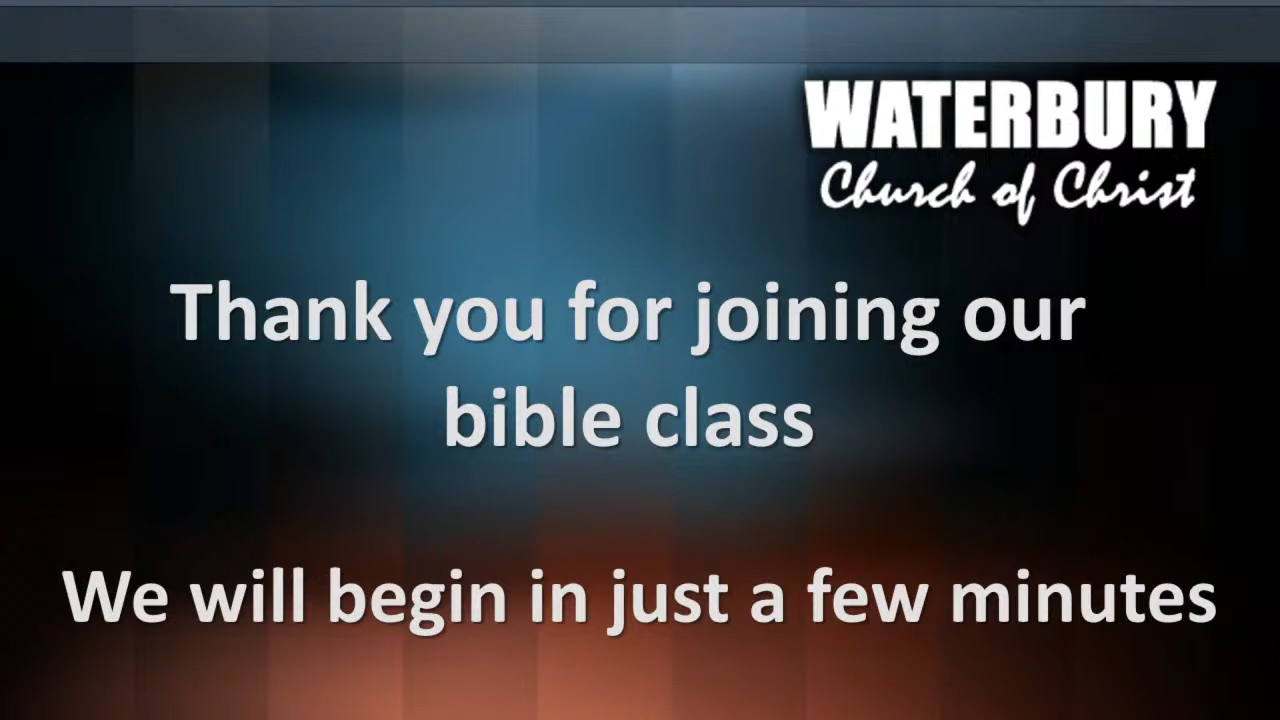 WATERBURY
Church of Christ
Thank you for joining our
bible class
We will begin in just a few minutes